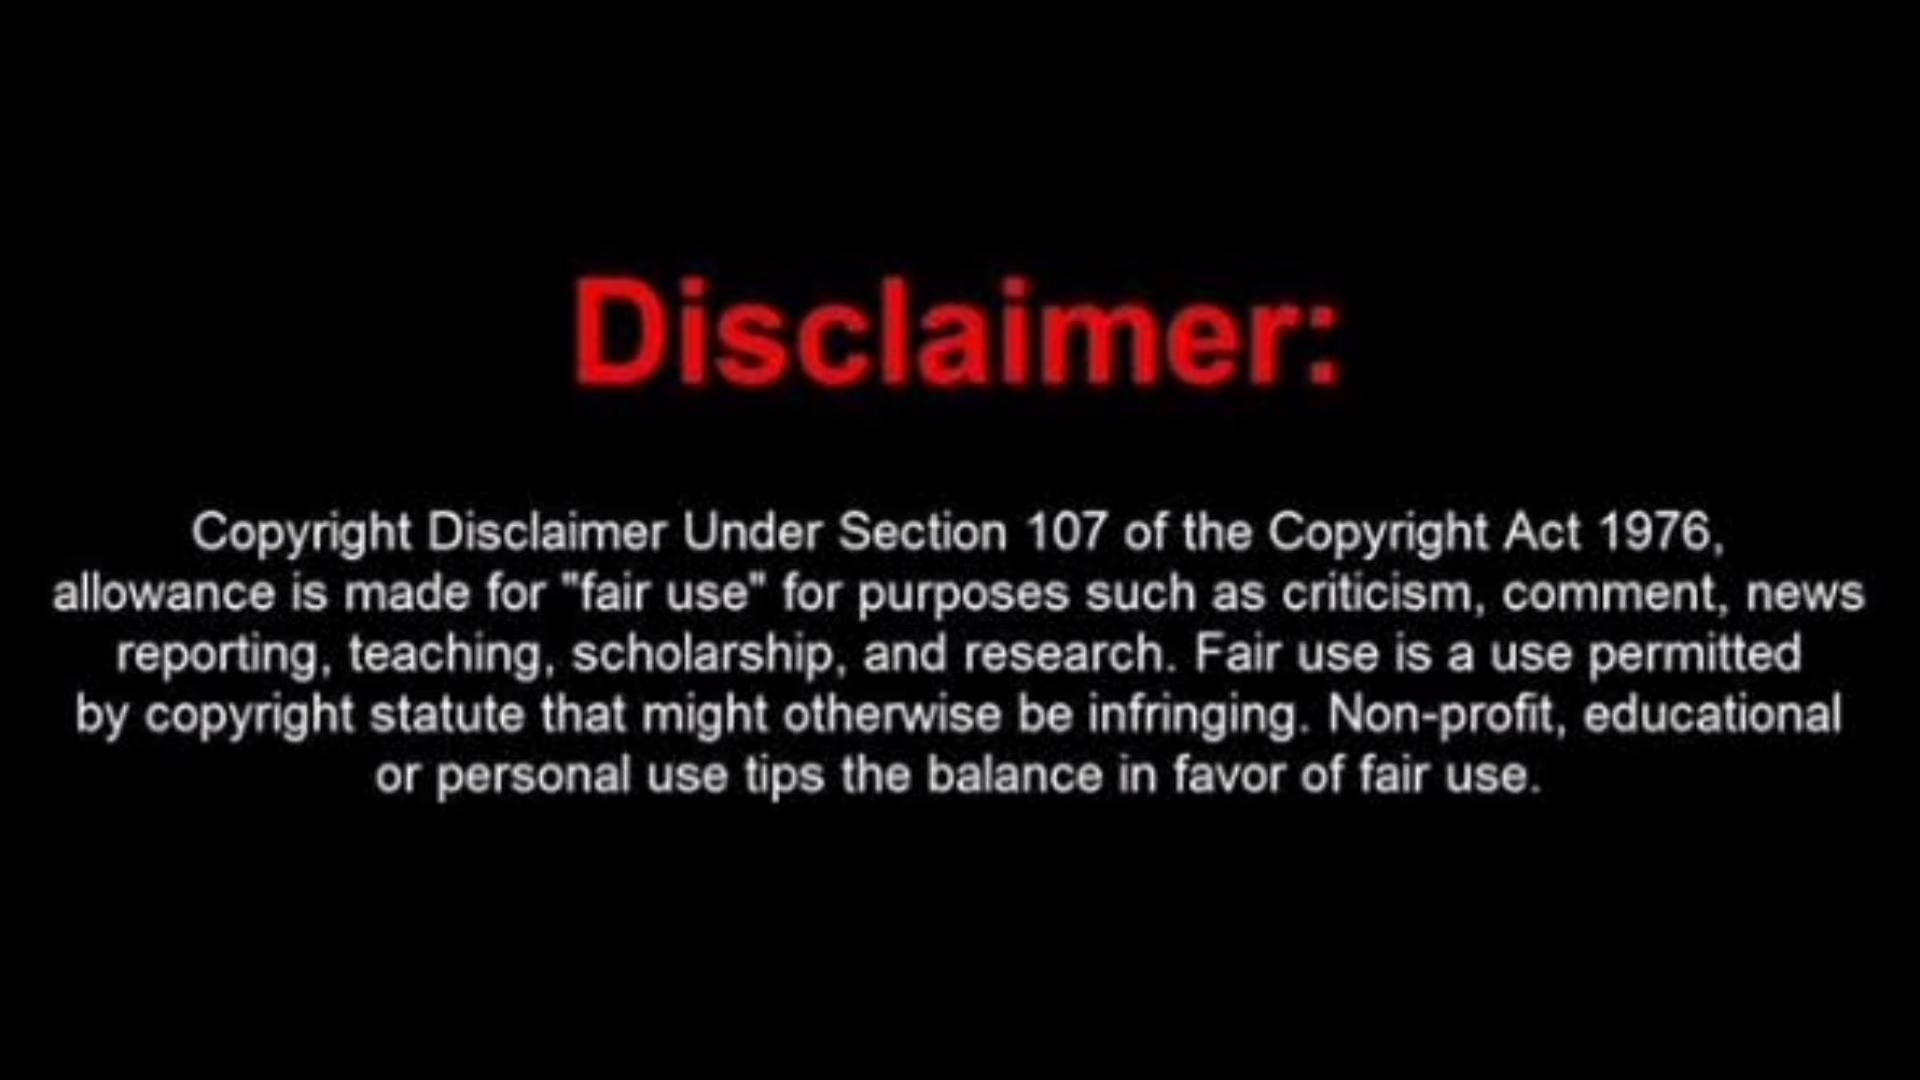 Disclaimer:
Copyright Disclaimer Under Section 107 of the Copyright Act 1976,
allowance is made for "fair use" for purposes such as criticism, comment, news
reporting, teaching, scholarship, and research. Fair use is a use permitted
by copyright statute that might otherwise be infringing. Non-profit, educational
or personal use tips the balance in favor of fair use.